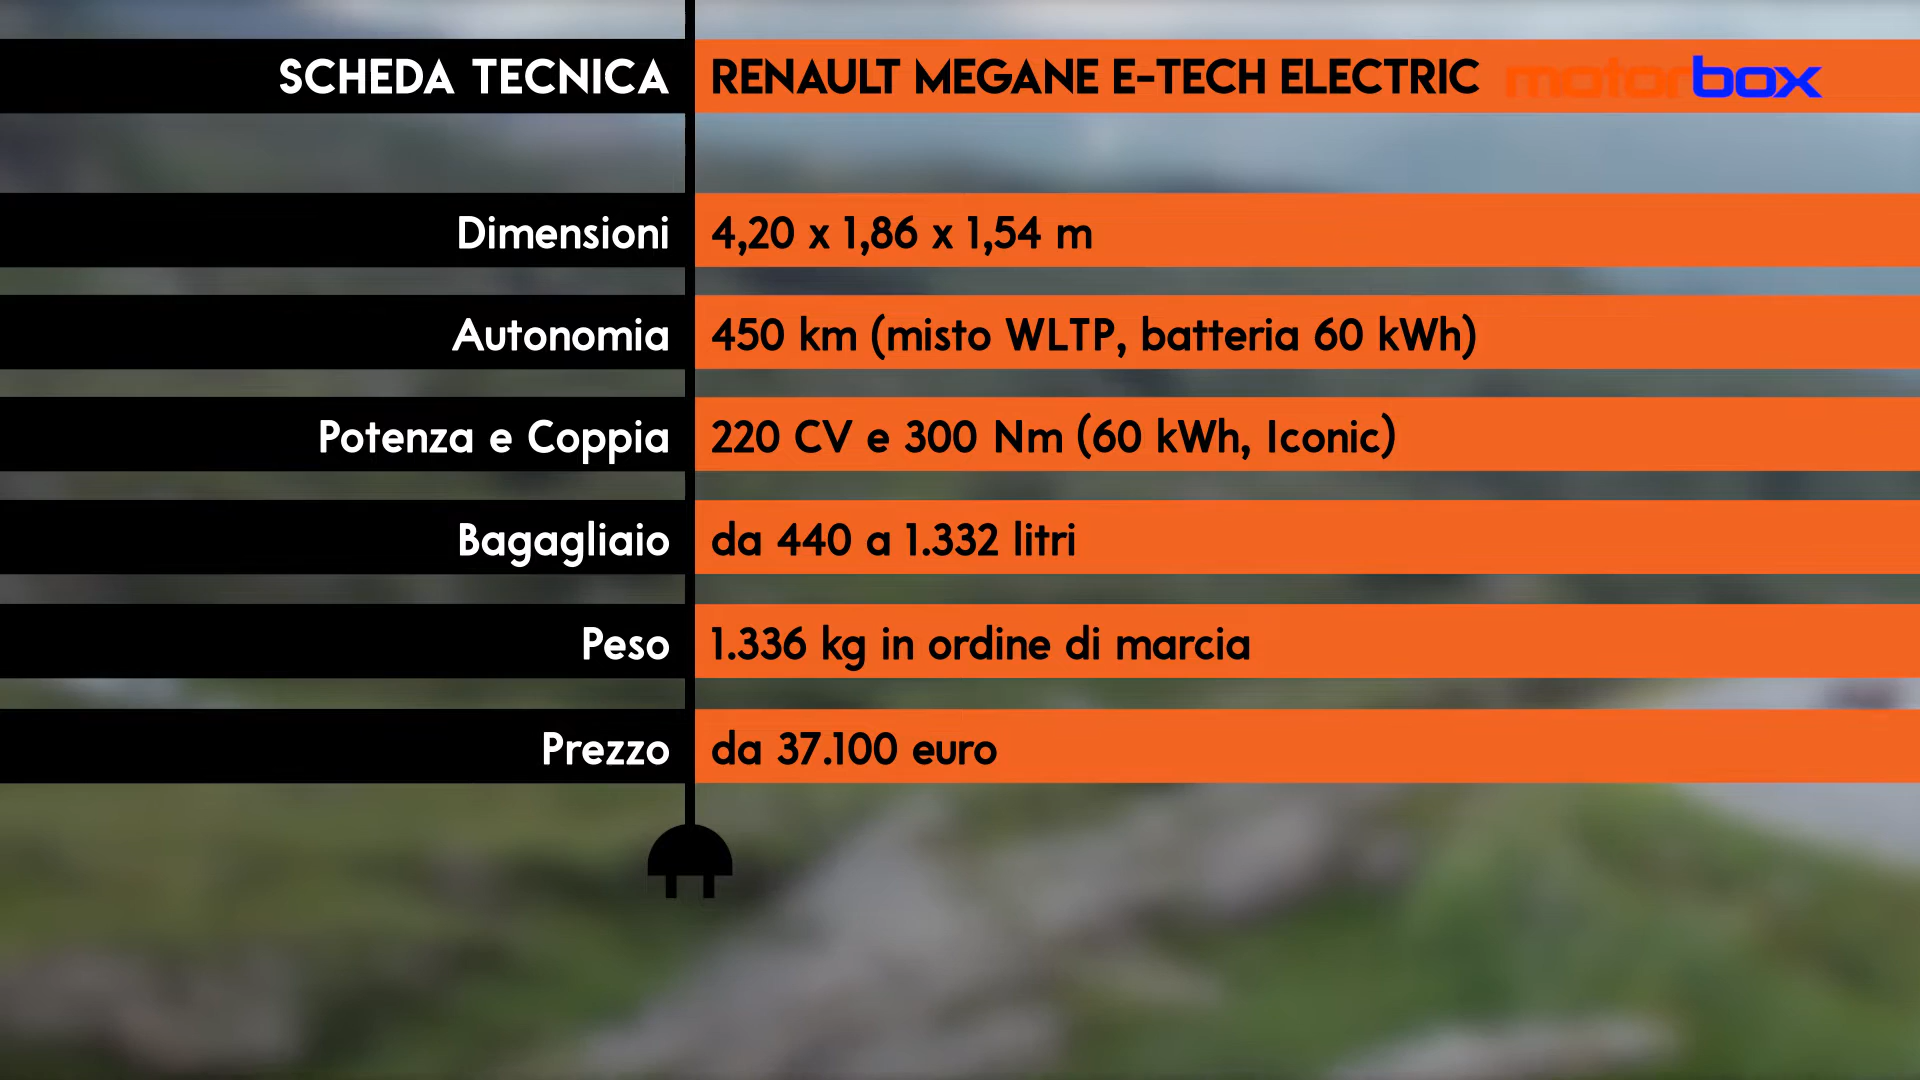 SCHEDA TECNICA RENAULT MEGANE E-TECH ELECTRIC motorbox
Dimensioni 4,20 x 1,86 x 1,54 m
Autonomia 450 km (misto WLTP, batteria 60 kWh)
Potenza e Coppia 220 CV e 300 Nm (60 kWh, Iconic)
Bagagliaio da 440 a 1.332 litri
Peso 1.336 kg in ordine di marcia
Prezzo da 37.100 euro